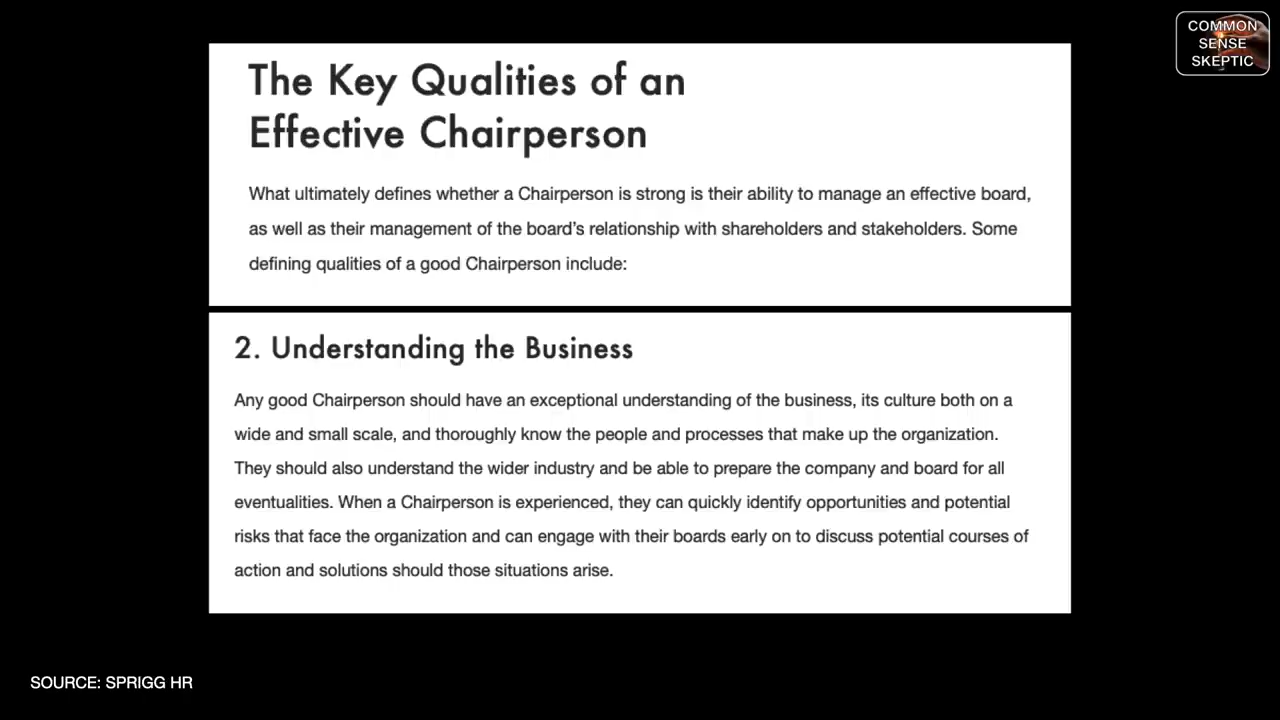 COMMON
SENSE
SKEPTIC
The Key Qualities of an
Effective Chairperson
What ultimately defines whether a Chairperson is strong is their ability to manage an effective board,
as well as their management of the board's relationship with shareholders and stakeholders. Some
defining qualities of a good Chairperson include:
2. Understanding the Business
Any good Chairperson should have an exceptional understanding of the business, its culture both on a
wide and small scale, and thoroughly know the people and processes that make up the organization.
They should also understand the wider industry and be able to prepare the company and board for all
eventualities. When a Chairperson is experienced, they can quickly identify opportunities and potential
risks that face the organization and can engage with their boards early on to discuss potential courses of
action and solutions should those situations arise.
SOURCE: SPRIGG HR